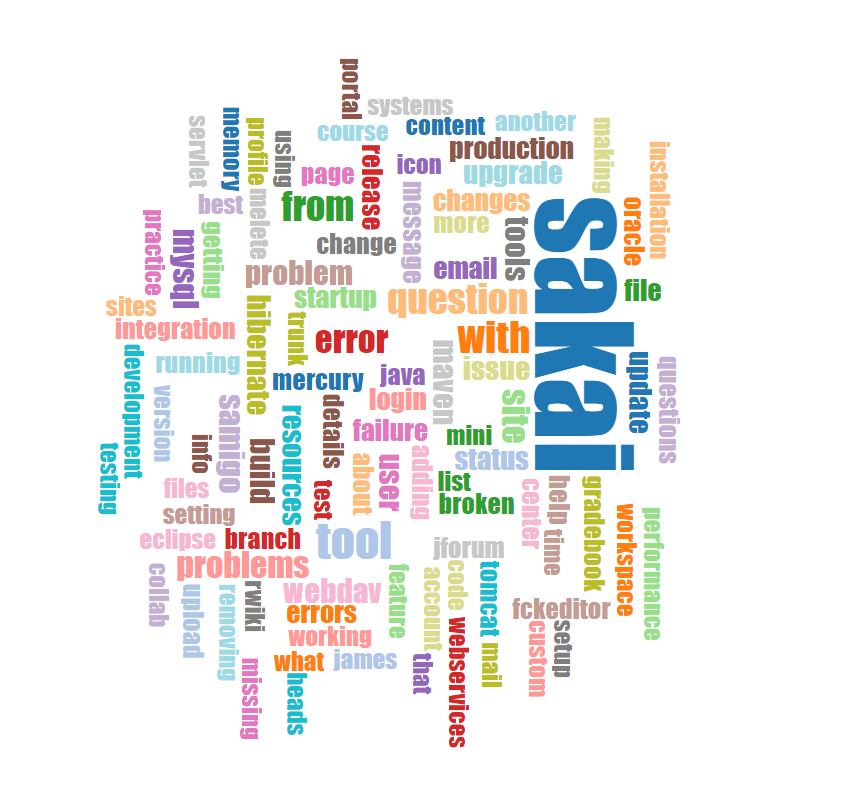 portal
systems
content
another
course
servlet
memory
profile
using
page
release
icon
production
upgrade
making
installation
best
melete
from
message
changes
more
oracle
practice
mysql
getting
change
tools
sakai
problem
email
file
sites
startup
question
integration
hibernate
trunk
error
with
development
running
mercury
java
maven
issue
update
questions
version
samigo
login
details
site
resources
failure
mini
info
build
status
testing
about
user
adding
list
files
test
broken
center
help
time
gradebook
setting
workspace
performance
eclipse
branch
tool
jforum
problems
collab
upload
removing
rwiki
webdav
feature
account
code
tomcat
errors
fckeditor
working
custom
setup
what
james
that
webservices
mail
missing
heads